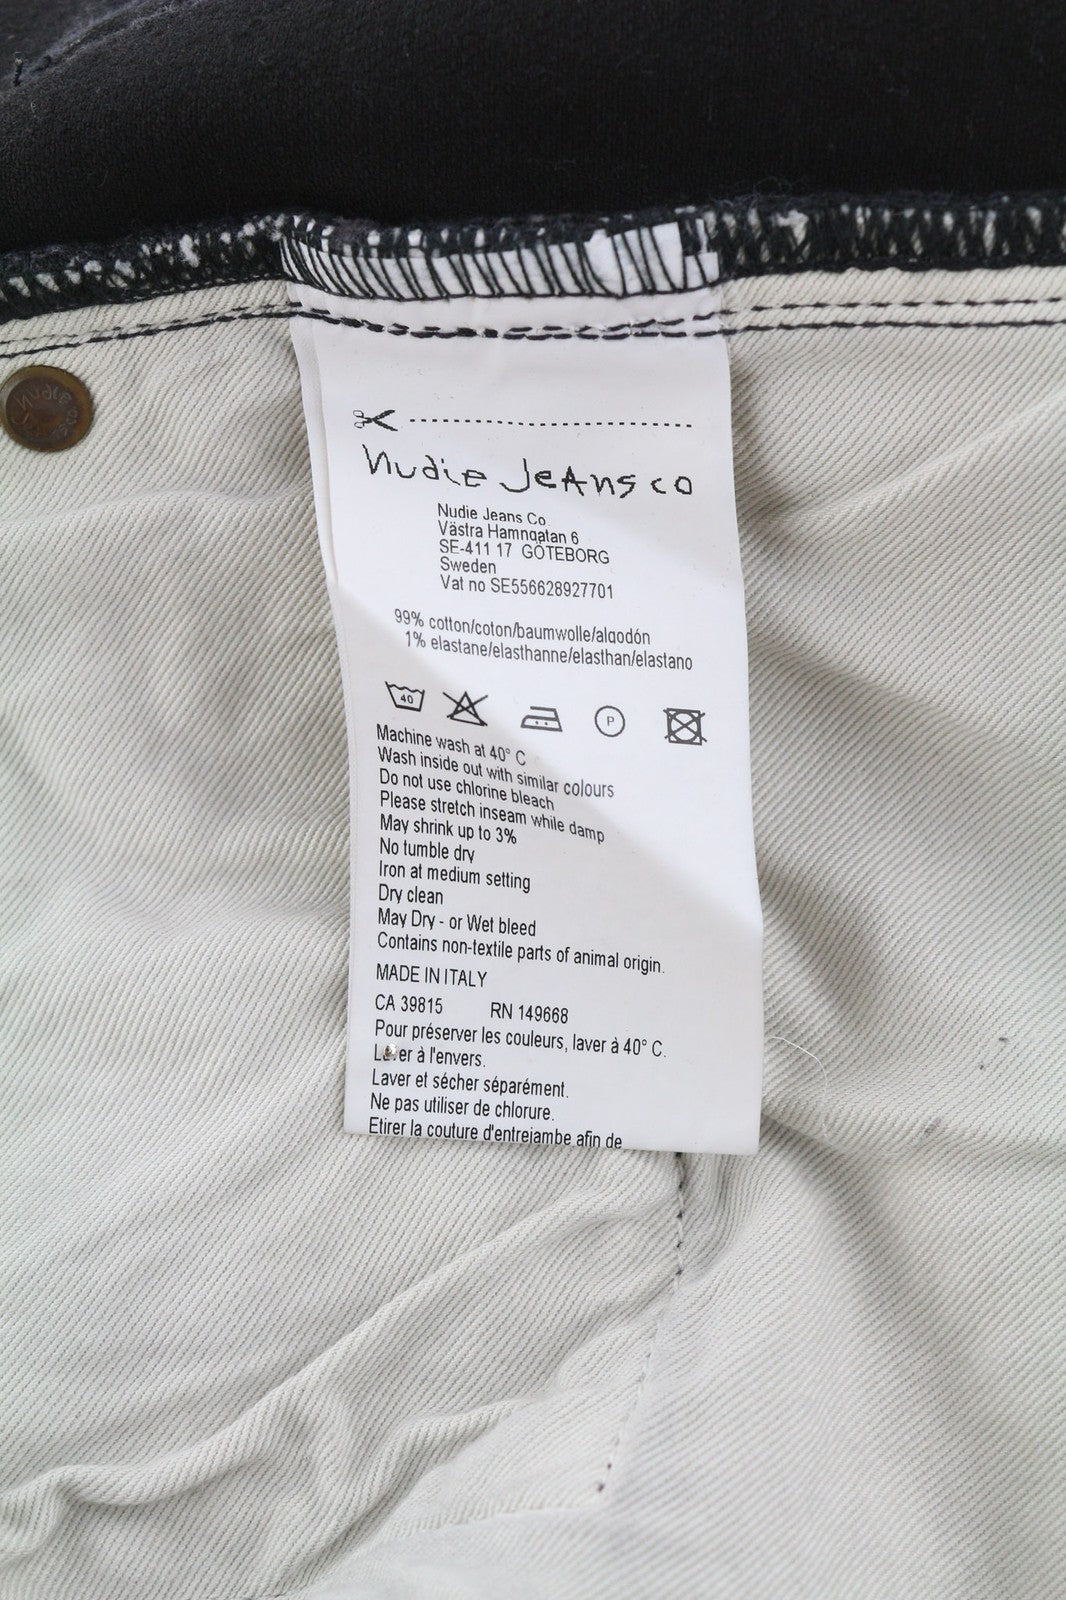 nudie Jeans co
Nudie Jeans Co
Västra Hamngatan 6
SE-411 17 GÖTEBORG
Sweden
Vat no SE556628927701
99% cotton/coton/baumwolle/algodón
1% elastane/elasthanne/elasthan/elastano
40
P
Machine wash at 40° C
Wash inside out with similar colours
Do not use chlorine bleach
Please stretch inseam while damp
May shrink up to 3%
No tumble dry
Iron at medium setting
Dry clean
May Dry - or Wet bleed
Contains non-textile parts of animal origin.
MADE IN ITALY
CA 39815 RN 149668
Pour préserver les couleurs, laver à 40° C.
Laver à l'envers.
Laver et sécher séparément.
Ne pas utiliser de chlorure.
Etirer la couture d'entrejambe afin de